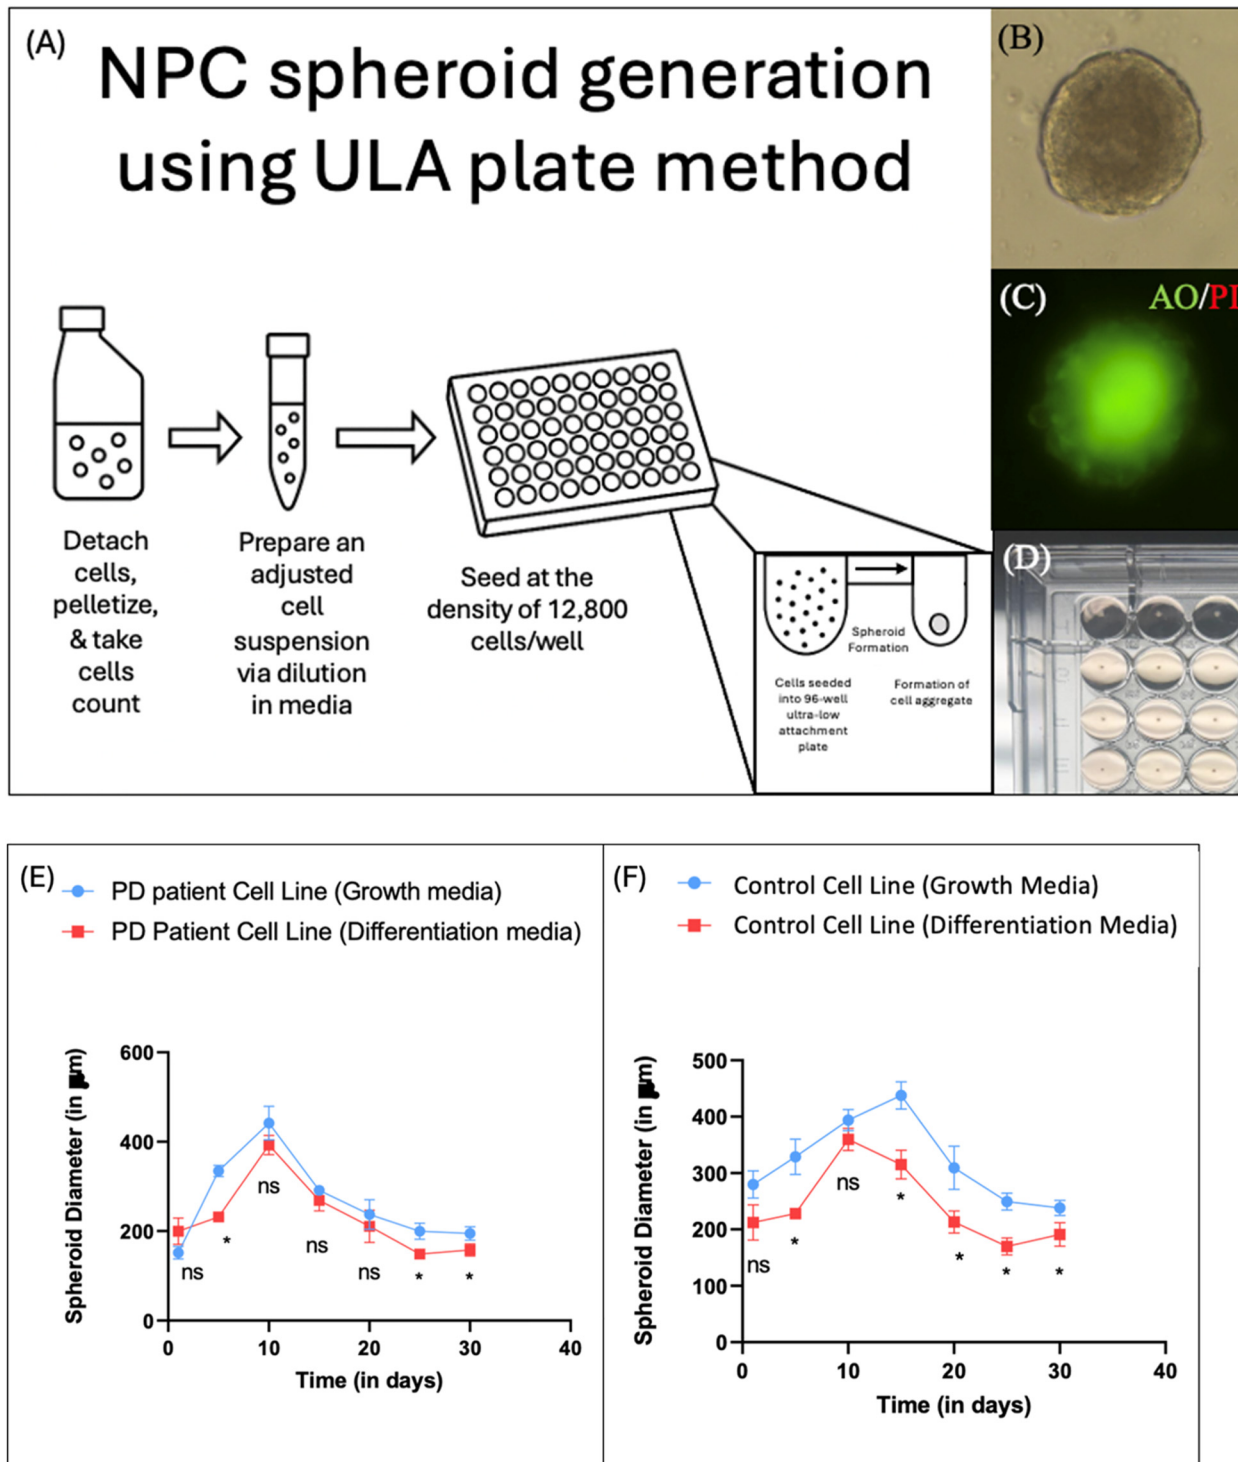 (A)
NPC spheroid generation
using ULA plate method
Detach
cells,
pelletize,
& take
cells
count
Prepare an
adjusted
cell
suspension
via dilution
in media
Seed at the
density of 12,800
cells/well
Spheroid
Formation
Cells seeded
into 96-well
ultra-low
attachment
plate
Formation of
cell aggregate
(B)
(C)
AO/PI
(D)
(E)
PD patient Cell Line (Growth media)
PD Patient Cell Line (Differentiation media)
Spheroid Diameter (in μm)
600
400
200
0
ns
*
ns
ns
ns
*
*
0
10
20
30
40
Time (in days)
(F)
Control Cell Line (Growth Media)
Control Cell Line (Differentiation Media)
Spheroid Diameter (in μm)
500
400
300
200
100
0
ns
*
ns
*
*
*
*
0
10
20
30
40
Time (in days)